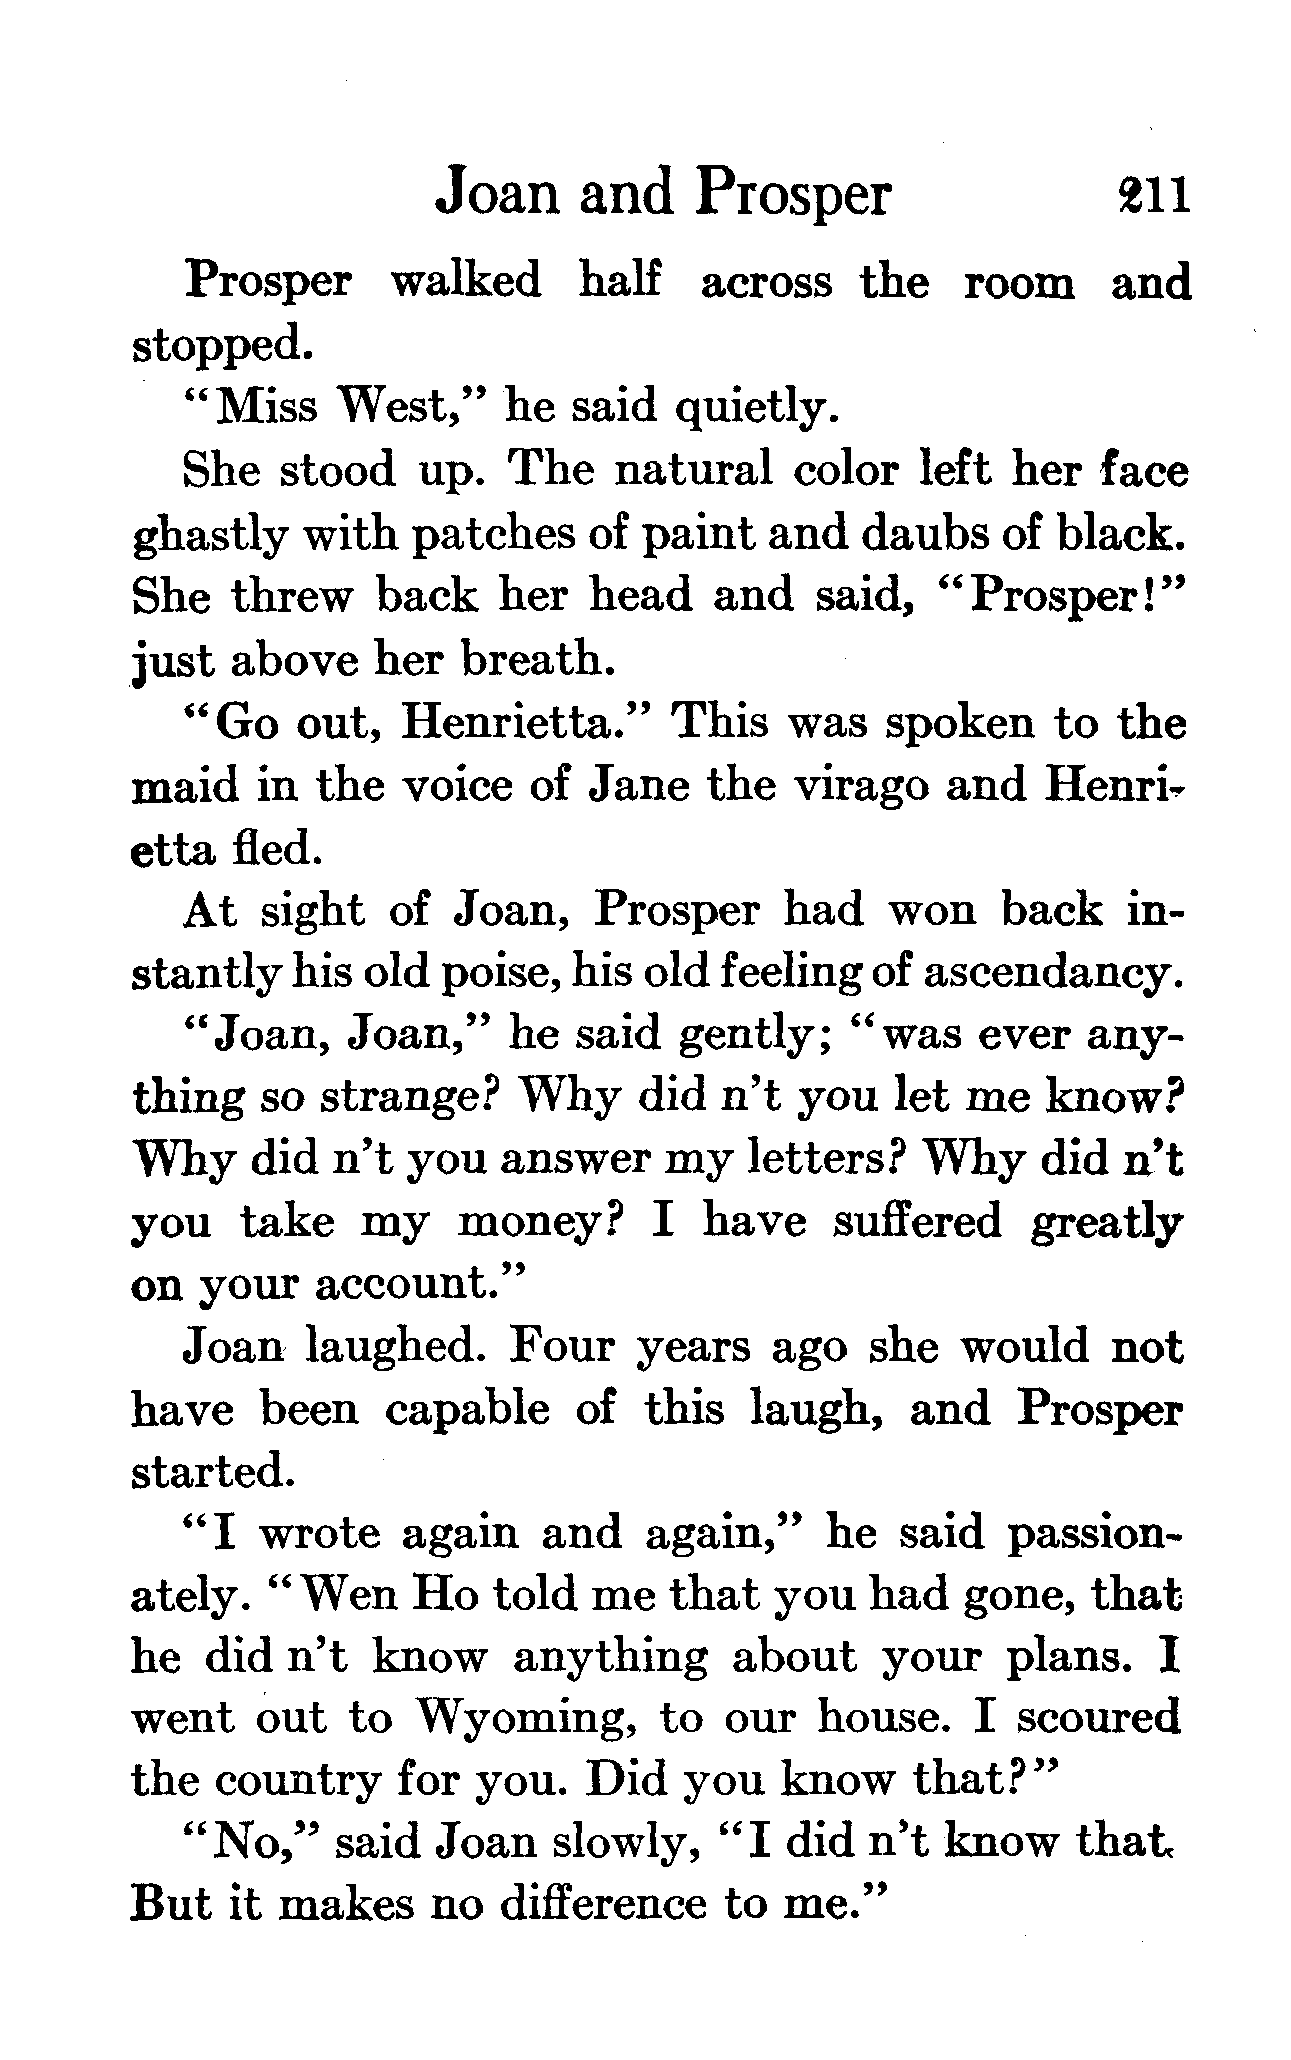 Joan and Prosper 211
Prosper walked half across the room and
stopped.
"Miss West," he said quietly.
She stood up. The natural color left her face
ghastly with patches of paint and daubs of black.
She threw back her head and said, "Prosper!"
just above her breath.
"Go out, Henrietta." This was spoken to the
maid in the voice of Jane the virago and Henri-
etta fled.
At sight of Joan, Prosper had won back in-
stantly his old poise, his old feeling of ascendancy.
"Joan, Joan," he said gently; "was ever any-
thing so strange? Why did n't you let me know?
Why did n't you answer my letters? Why did n't
you take my money? I have suffered greatly
on your account."
Joan laughed. Four years ago she would not
have been capable of this laugh, and Prosper
started.
"I wrote again and again," he said passion-
ately. "Wen Ho told me that you had gone, that
he did n't know anything about your plans. I
went out to Wyoming, to our house. I scoured
the country for you. Did you know that?"
"No," said Joan slowly, "I did n't know that.
But it makes no difference to me."